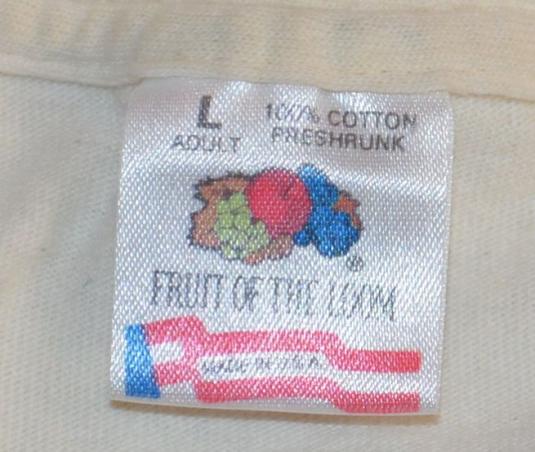 L 100% COTTON
ADULT PRESHRUNK
®
FRUIT OF THE LOOM
MADE IN U.S.A.